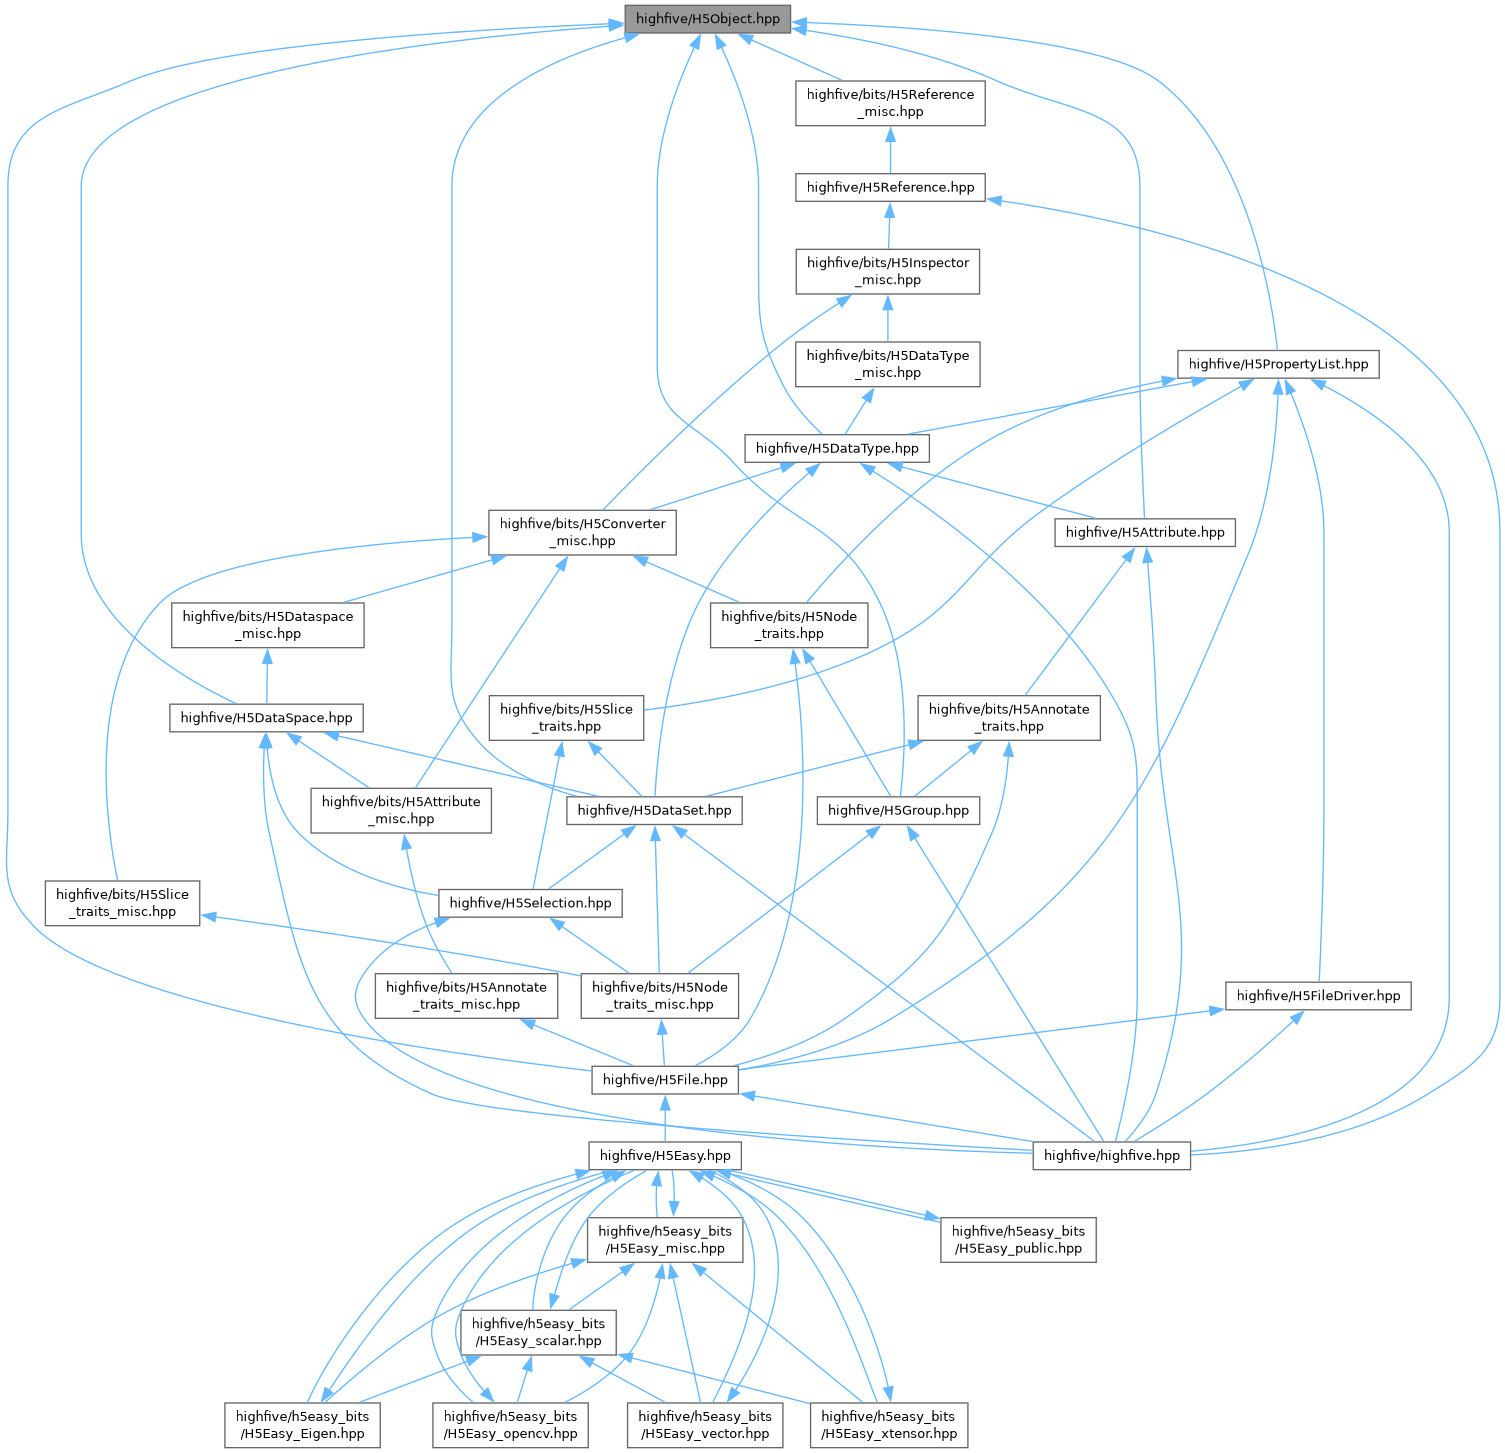 highfive/H5Object.hpp
highfive/bits/H5Reference
_misc.hpp
highfive/H5Reference.hpp
highfive/bits/H5Inspector
_misc.hpp
highfive/bits/H5DataType
_misc.hpp
highfive/H5PropertyList.hpp
highfive/H5DataType.hpp
highfive/bits/H5Converter
_misc.hpp
highfive/H5Attribute.hpp
highfive/bits/H5Dataspace
_misc.hpp
highfive/bits/H5Node
_traits.hpp
highfive/H5DataSpace.hpp
highfive/bits/H5Slice
_traits.hpp
highfive/bits/H5Annotate
_traits.hpp
highfive/bits/H5Attribute
_misc.hpp
highfive/H5DataSet.hpp
highfive/H5Group.hpp
highfive/bits/H5Slice
_traits_misc.hpp
highfive/H5Selection.hpp
highfive/bits/H5Annotate
_traits_misc.hpp
highfive/bits/H5Node
_traits_misc.hpp
highfive/H5FileDriver.hpp
highfive/H5File.hpp
highfive/H5Easy.hpp
highfive/highfive.hpp
highfive/h5easy_bits
/H5Easy_misc.hpp
highfive/h5easy_bits
/H5Easy_public.hpp
highfive/h5easy_bits
/H5Easy_scalar.hpp
highfive/h5easy_bits
/H5Easy_Eigen.hpp
highfive/h5easy_bits
/H5Easy_opencv.hpp
highfive/h5easy_bits
/H5Easy_vector.hpp
highfive/h5easy_bits
/H5Easy_xtensor.hpp